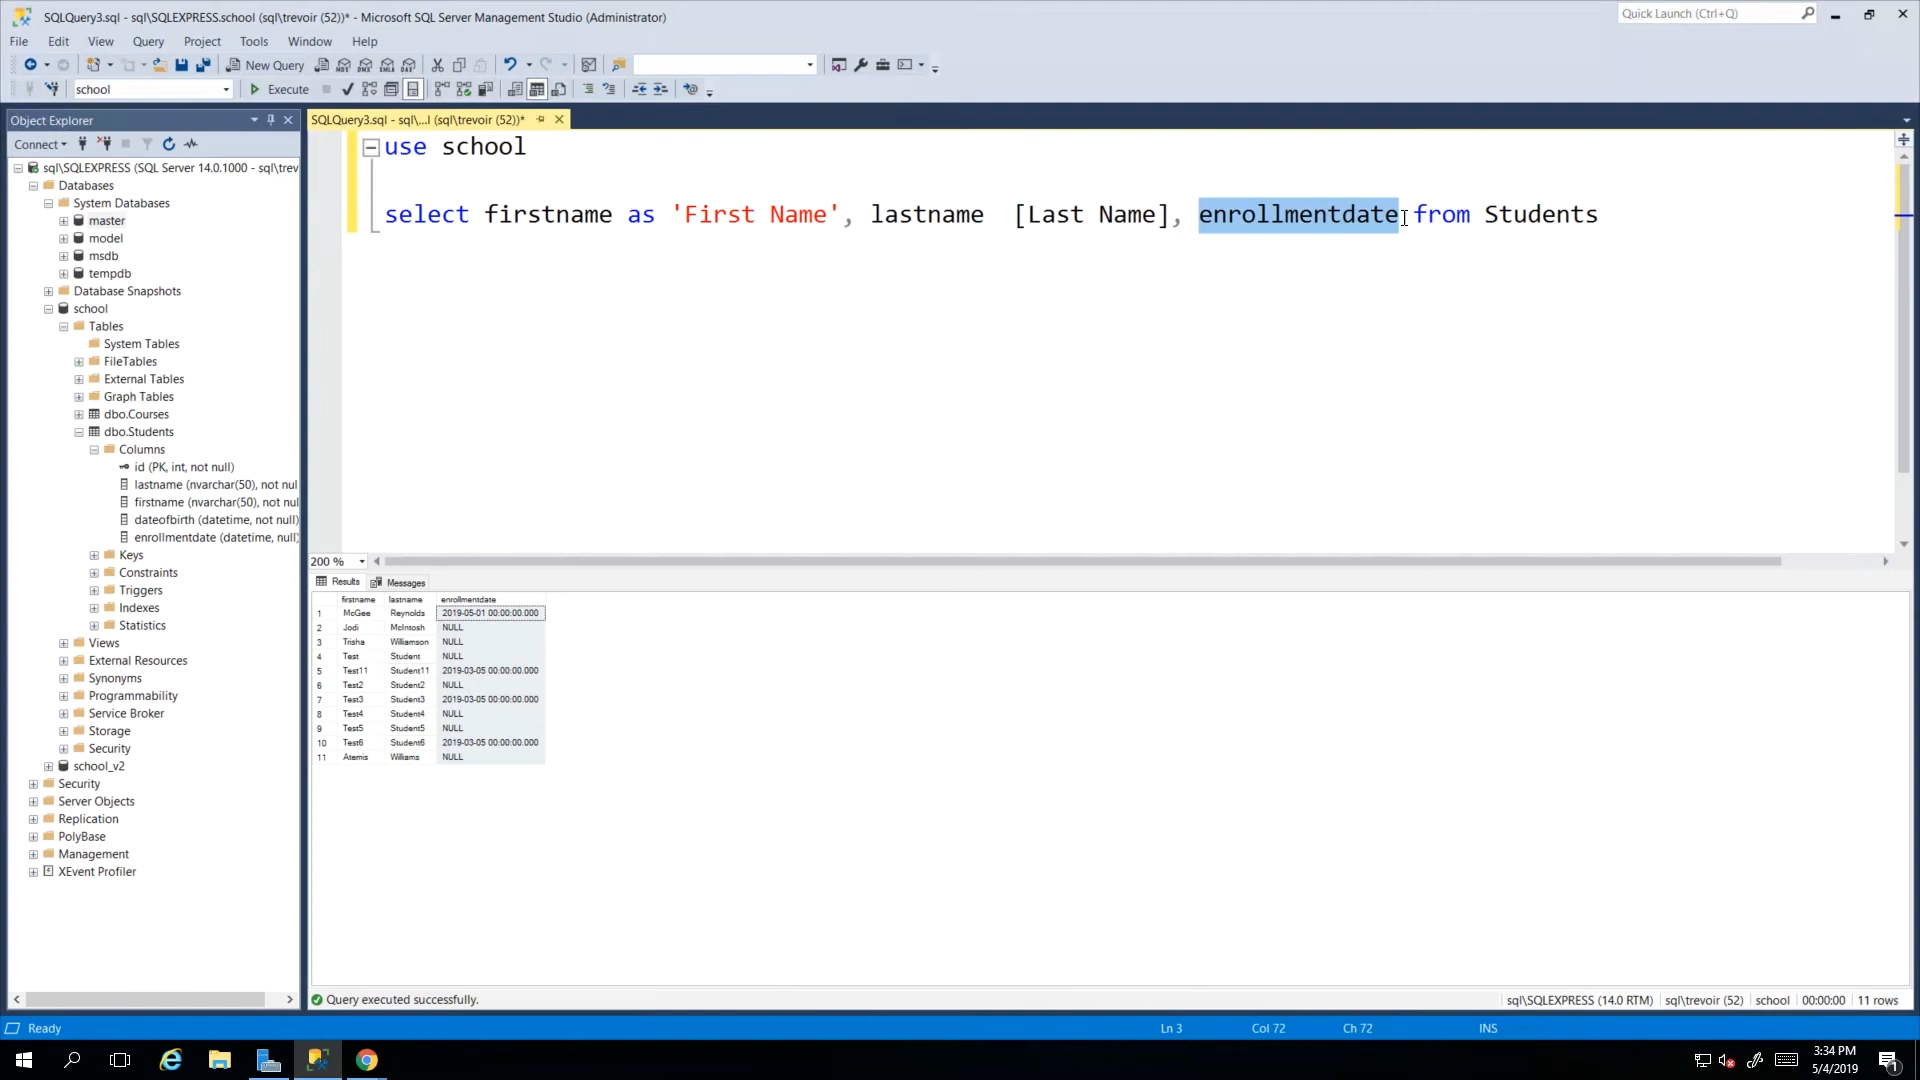 SQLQuery3.sql - sql\SQLEXPRESS.school (sql\trevoir (52))* - Microsoft SQL Server Management Studio (Administrator)
Quick Launch (Ctrl+Q)
File Edit View Query Project Tools Window Help
New Query
school
Execute
Object Explorer
SQLQuery3.sql - sql\...l (sql\trevoir (52))*
Connect
sql\SQLEXPRESS (SQL Server 14.0.1000 - sql\trev
Databases
System Databases
master
model
msdb
tempdb
Database Snapshots
school
Tables
System Tables
FileTables
External Tables
Graph Tables
dbo.Courses
dbo.Students
Columns
id (PK, int, not null)
lastname (nvarchar(50), not nul
firstname (nvarchar(50), not nul
dateofbirth (datetime, not null)
enrollmentdate (datetime, null)
Keys
Constraints
Triggers
Indexes
Statistics
Views
External Resources
Synonyms
Programmability
Service Broker
Storage
Security
school_v2
Security
Server Objects
Replication
PolyBase
Management
XEvent Profiler
use school
select firstname as 'First Name', lastname [Last Name], enrollmentdate from Students
200 %
Results Messages
firstname lastname enrollmentdate
1 McGee Reynolds 2019-05-01 00:00:00.000
2 Jodi McIntosh NULL
3 Trisha Williamson NULL
4 Test Student NULL
5 Test11 Student11 2019-03-05 00:00:00.000
6 Test2 Student2 NULL
7 Test3 Student3 2019-03-05 00:00:00.000
8 Test4 Student4 NULL
9 Test5 Student5 NULL
10 Test6 Student6 2019-03-05 00:00:00.000
11 Atemis Williams NULL
Query executed successfully.
sql\SQLEXPRESS (14.0 RTM) sql\trevoir (52) school 00:00:00 11 rows
Ready
Ln 3 Col 72 Ch 72 INS
3:34 PM
5/4/2019
1